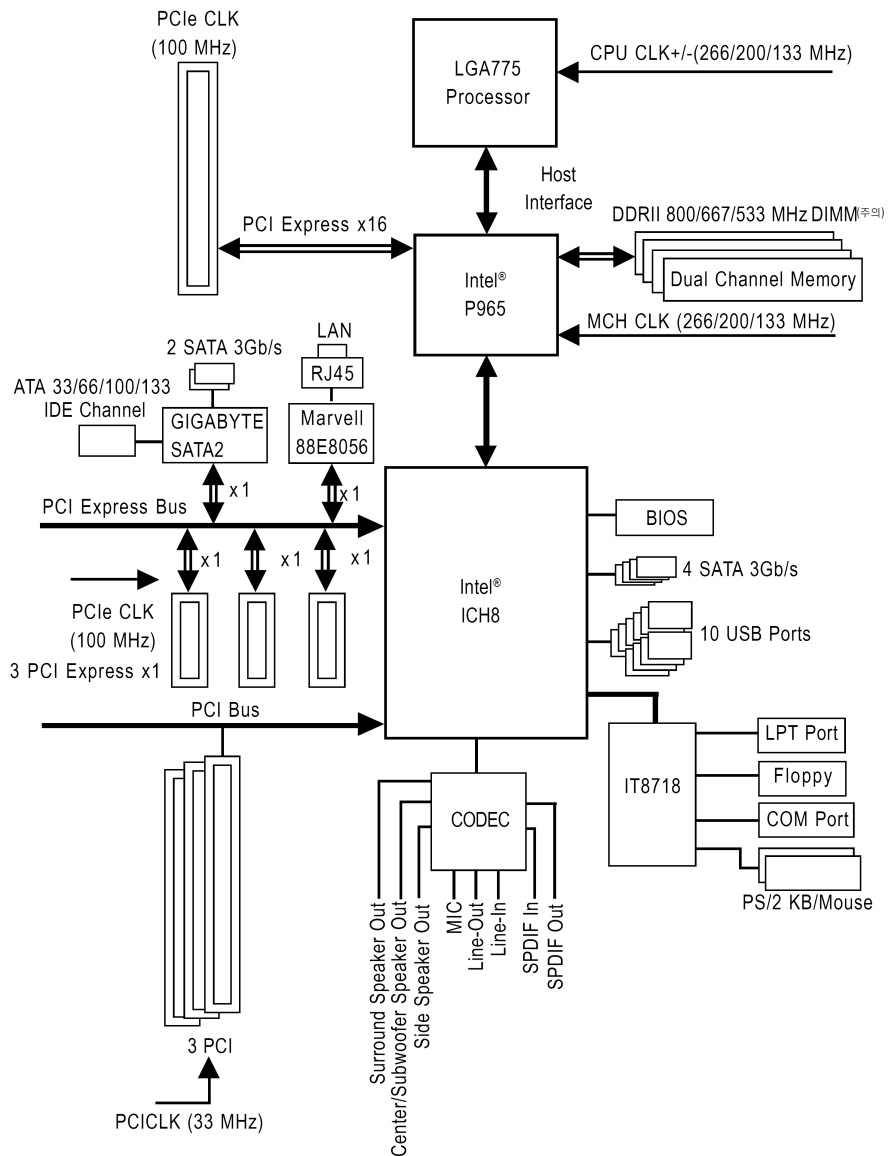 PCIe CLK
(100 MHz)
LGA775
Processor
CPU CLK+/-(266/200/133 MHz)
Host
Interface
PCI Express x16
DDRII 800/667/533 MHz DIMM(주의)
Intel®
P965
Dual Channel Memory
MCH CLK (266/200/133 MHz)
LAN
RJ45
2 SATA 3Gb/s
ATA 33/66/100/133
IDE Channel
GIGABYTE
SATA2
Marvell
88E8056
x1
x1
PCI Express Bus
x1
x1
x1
PCIe CLK
(100 MHz)
3 PCI Express x1
Intel®
ICH8
BIOS
4 SATA 3Gb/s
10 USB Ports
PCI Bus
IT8718
LPT Port
Floppy
COM Port
PS/2 KB/Mouse
CODEC
Surround Speaker Out
Center/Subwoofer Speaker Out
Side Speaker Out
MIC
Line-Out
Line-In
SPDIF In
SPDIF Out
3 PCI
PCICLK (33 MHz)